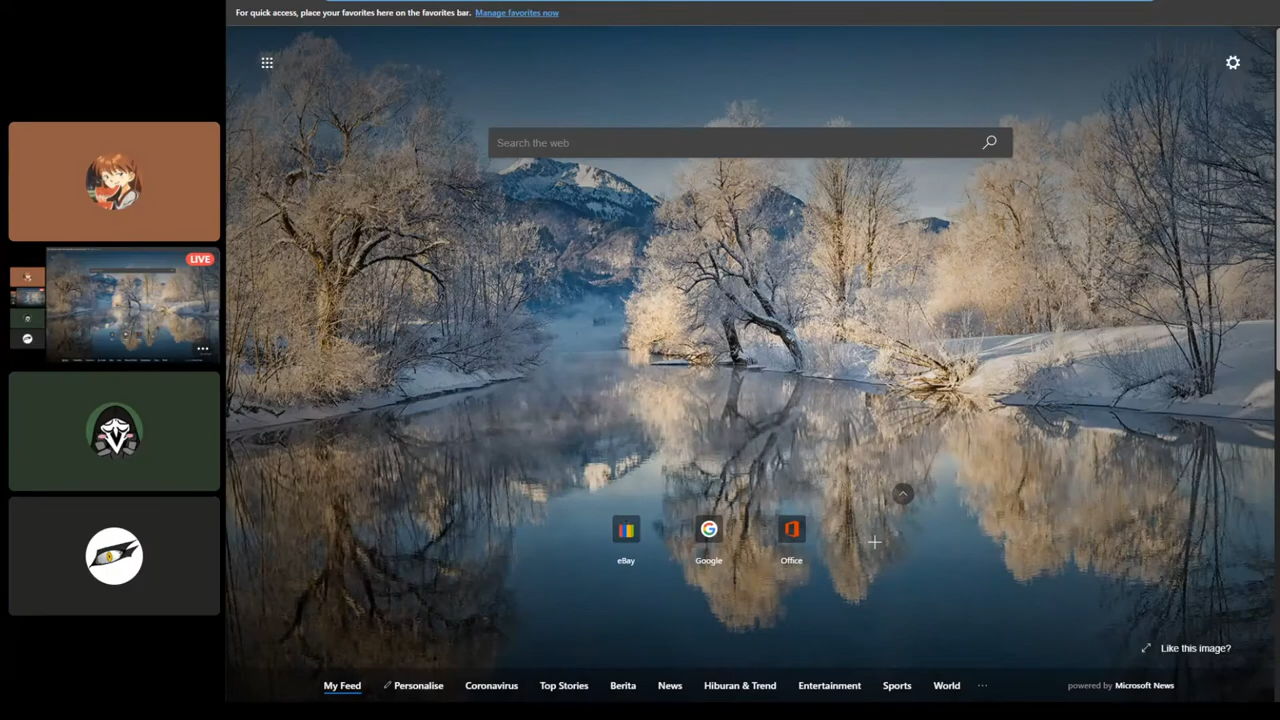 For quick access, place your favorites here on the favorites bar. Manage favorites now
Search the web
LIVE
eBay
Google
Office
Like this image?
My Feed
Personalise
Coronavirus
Top Stories
Berita
News
Hiburan & Trend
Entertainment
Sports
World
powered by Microsoft News